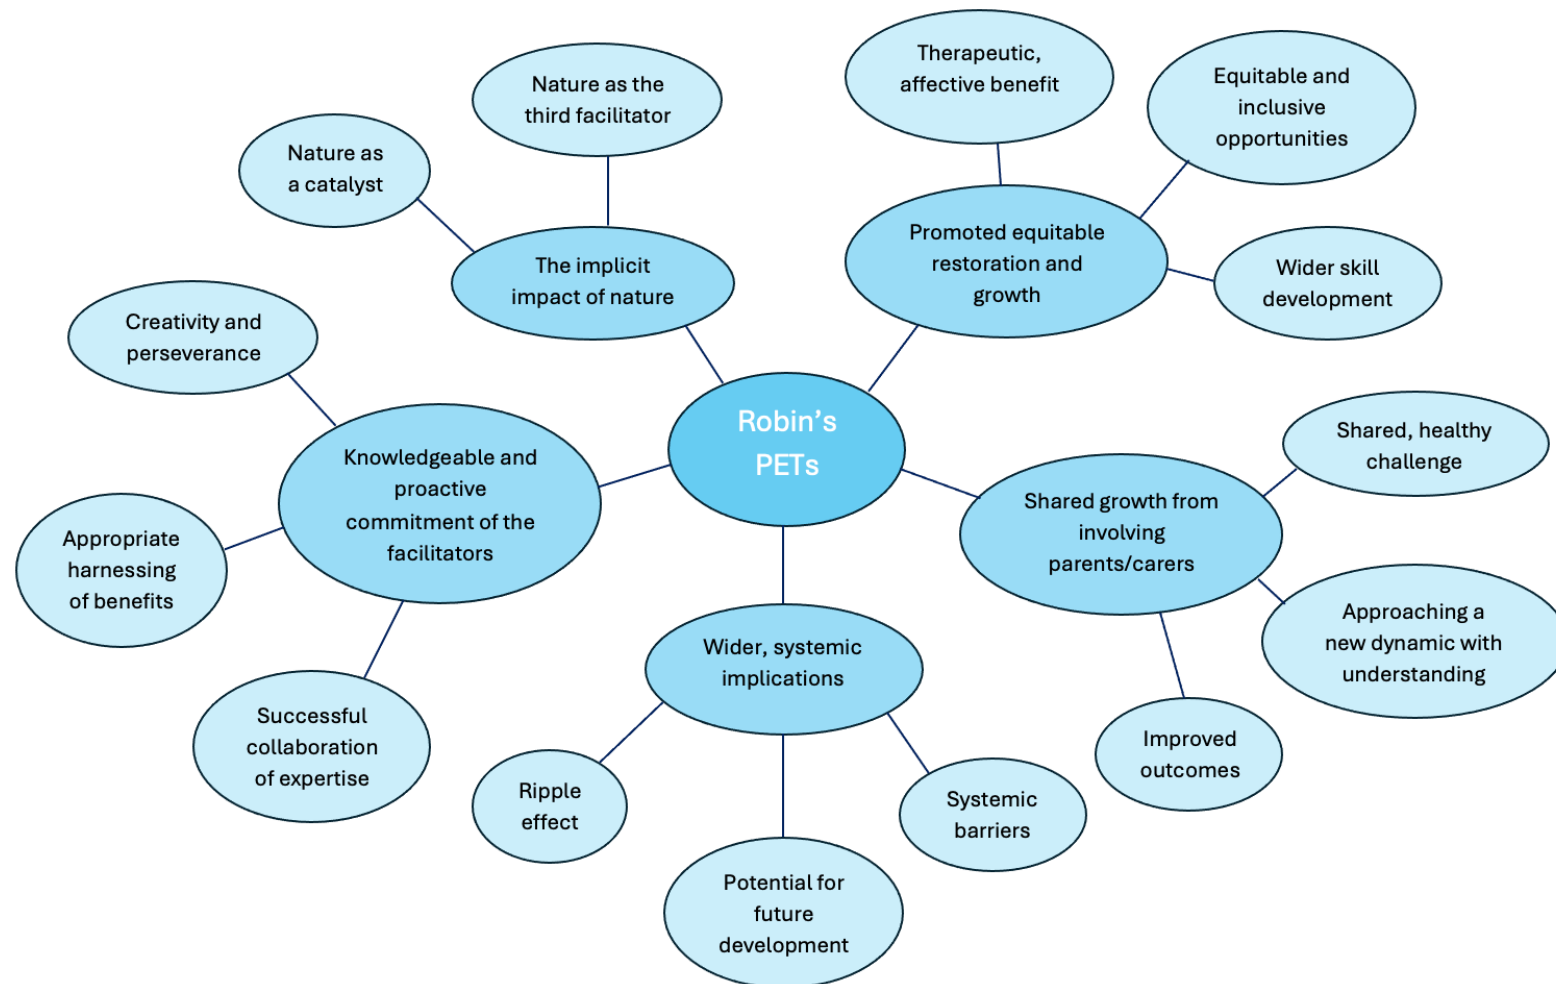 Robin's
PETs
The implicit
impact of nature
Nature as
a catalyst
Nature as the
third facilitator
Promoted equitable
restoration and
growth
Therapeutic,
affective benefit
Equitable and
inclusive
opportunities
Wider skill
development
Shared growth from
involving
parents/carers
Shared, healthy
challenge
Approaching a
new dynamic with
understanding
Improved
outcomes
Wider, systemic
implications
Systemic
barriers
Potential for
future
development
Ripple
effect
Knowledgeable and
proactive
commitment of the
facilitators
Successful
collaboration
of expertise
Appropriate
harnessing
of benefits
Creativity and
perseverance